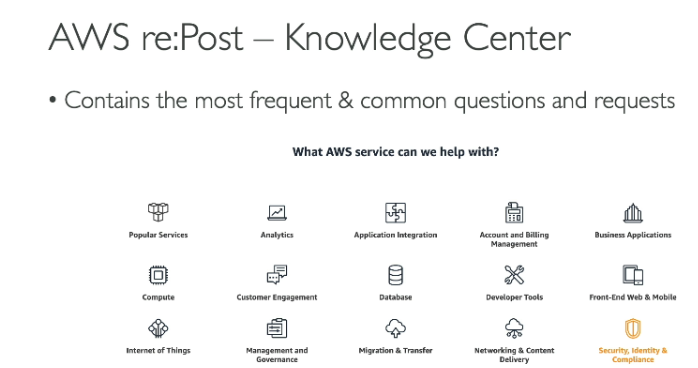 AWS re:Post – Knowledge Center
• Contains the most frequent & common questions and requests
What AWS service can we help with?
Popular Services
Analytics
Application Integration
Account and Billing
Management
Business Applications
Compute
Customer Engagement
Database
Developer Tools
Front-End Web & Mobile
Internet of Things
Management and
Governance
Migration & Transfer
Networking & Content
Delivery
Security, Identity &
Compliance